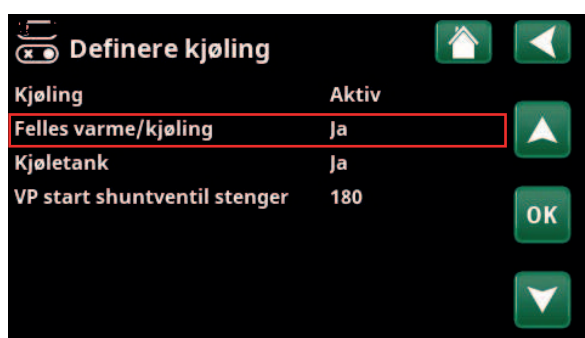 Definere kjøling
Kjøling Aktiv
Felles varme/kjøling Ja
Kjøletank Ja
VP start shuntventil stenger 180
OK